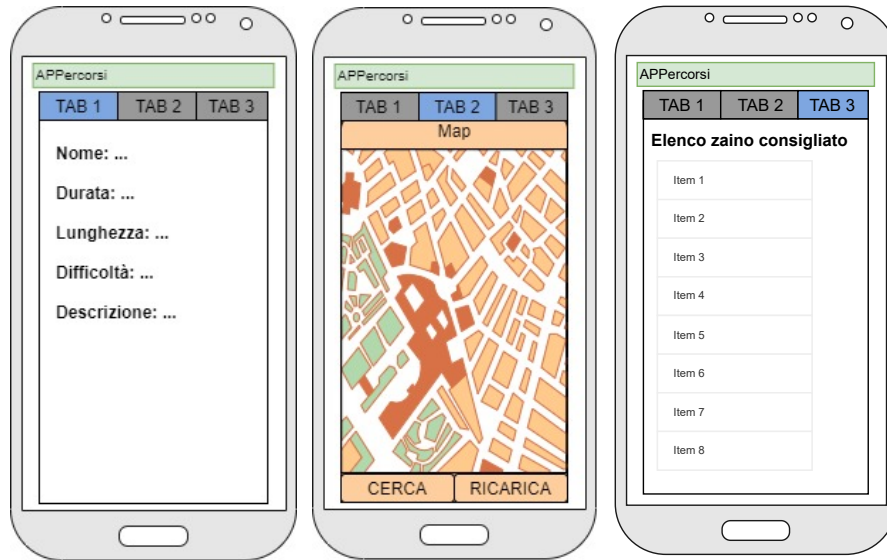 APPercorsi
TAB 1 TAB 2 TAB 3
Nome: ...
Durata: ...
Lunghezza: ...
Difficoltà: ...
Descrizione: ...
APPercorsi
TAB 1 TAB 2 TAB 3
Map
CERCA RICARICA
APPercorsi
TAB 1 TAB 2 TAB 3
Elenco zaino consigliato
Item 1
Item 2
Item 3
Item 4
Item 5
Item 6
Item 7
Item 8